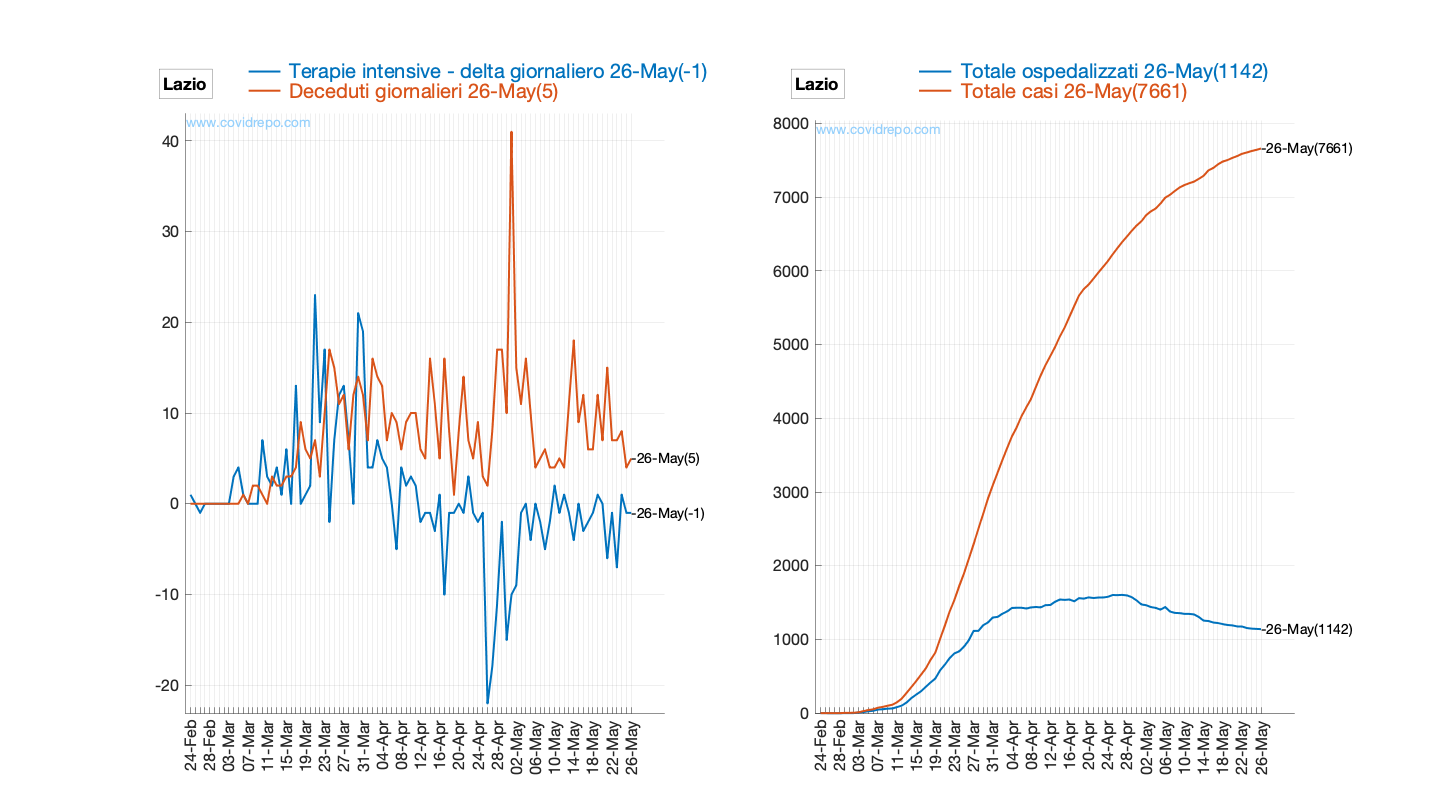 Lazio
Terapie intensive - delta giornaliero 26-May(-1)
Deceduti giornalieri 26-May(5)
www.covidrepo.com
40
30
20
10
0
-10
-20
26-May(5)
26-May(-1)
24-Feb
28-Feb
03-Mar
07-Mar
11-Mar
15-Mar
19-Mar
23-Mar
27-Mar
31-Mar
04-Apr
08-Apr
12-Apr
16-Apr
20-Apr
24-Apr
28-Apr
02-May
06-May
10-May
14-May
18-May
22-May
26-May
Lazio
Totale ospedalizzati 26-May(1142)
Totale casi 26-May(7661)
www.covidrepo.com
8000
7000
6000
5000
4000
3000
2000
1000
0
26-May(7661)
26-May(1142)
24-Feb
28-Feb
03-Mar
07-Mar
11-Mar
15-Mar
19-Mar
23-Mar
27-Mar
31-Mar
04-Apr
08-Apr
12-Apr
16-Apr
20-Apr
24-Apr
28-Apr
02-May
06-May
10-May
14-May
18-May
22-May
26-May